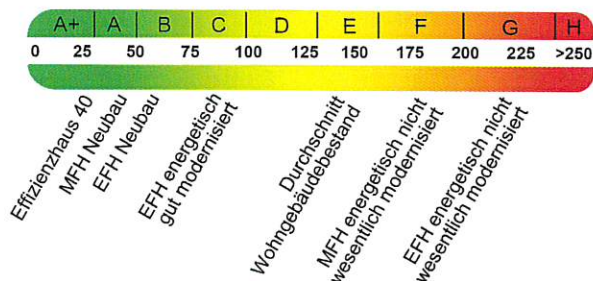 A+ A B C D E F G H
0 25 50 75 100 125 150 175 200 225 >250
Effizienzhaus 40
MFH Neubau
EFH Neubau
EFH energetisch
gut modernisiert
Durchschnitt
Wohngebäudebestand
MFH energetisch nicht
wesentlich modernisiert
EFH energetisch nicht
wesentlich modernisiert